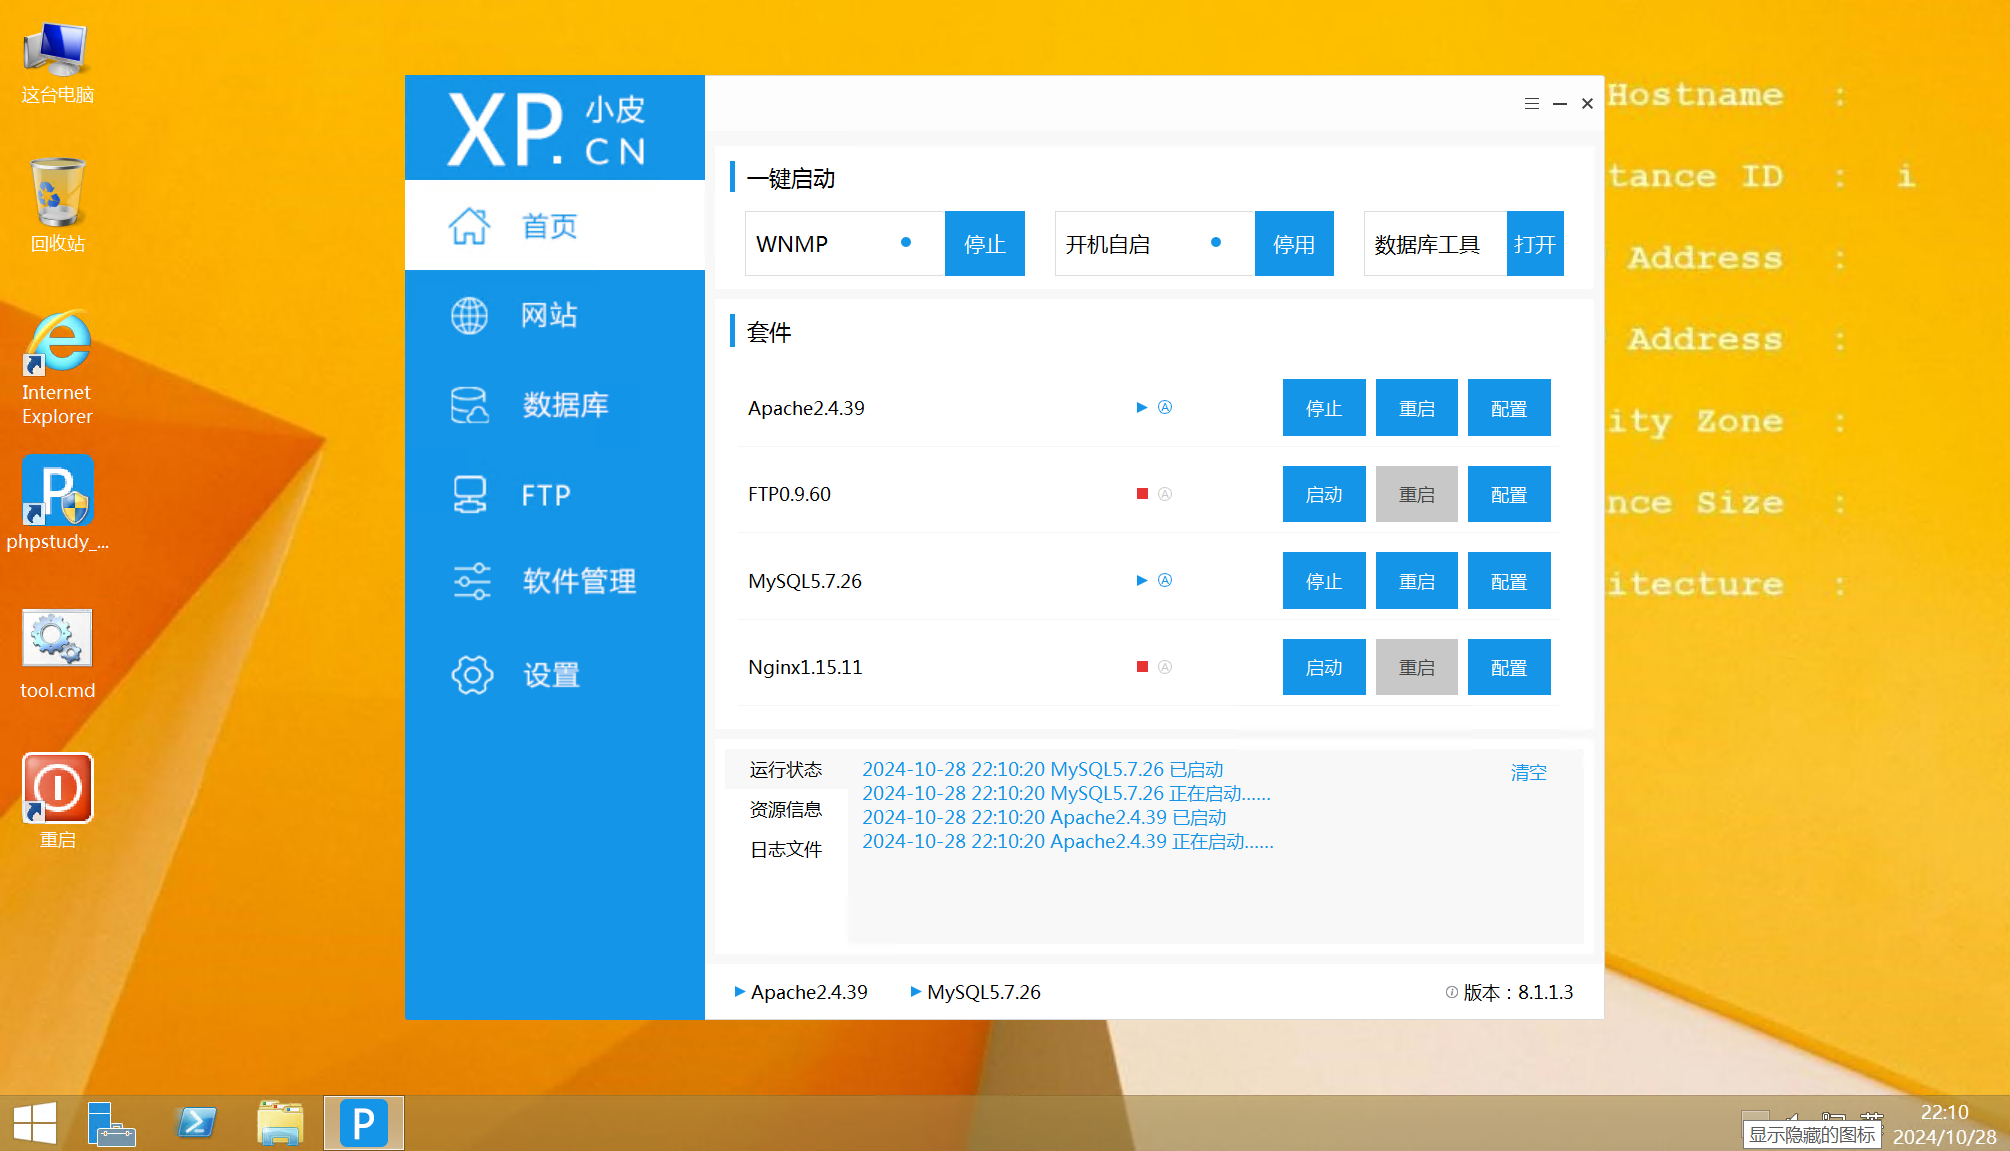 这台电脑
回收站
Internet
Explorer
phpstudy_...
tool.cmd
重启
XP.
小皮
CN
首页
网站
数据库
FTP
软件管理
设置
一键启动
WNMP
停止
开机自启
停用
数据库工具
打开
套件
Apache2.4.39
停止
重启
配置
FTP0.9.60
启动
重启
配置
MySQL5.7.26
停止
重启
配置
Nginx1.15.11
启动
重启
配置
运行状态
资源信息
日志文件
2024-10-28 22:10:20 MySQL5.7.26 已启动
2024-10-28 22:10:20 MySQL5.7.26 正在启动......
2024-10-28 22:10:20 Apache2.4.39 已启动
2024-10-28 22:10:20 Apache2.4.39 正在启动......
清空
Apache2.4.39
MySQL5.7.26
版本：8.1.1.3
Hostname :
tance ID : i
Address :
Address :
ity Zone :
nce Size :
itecture :
显示隐藏的图标
22:10
2024/10/28